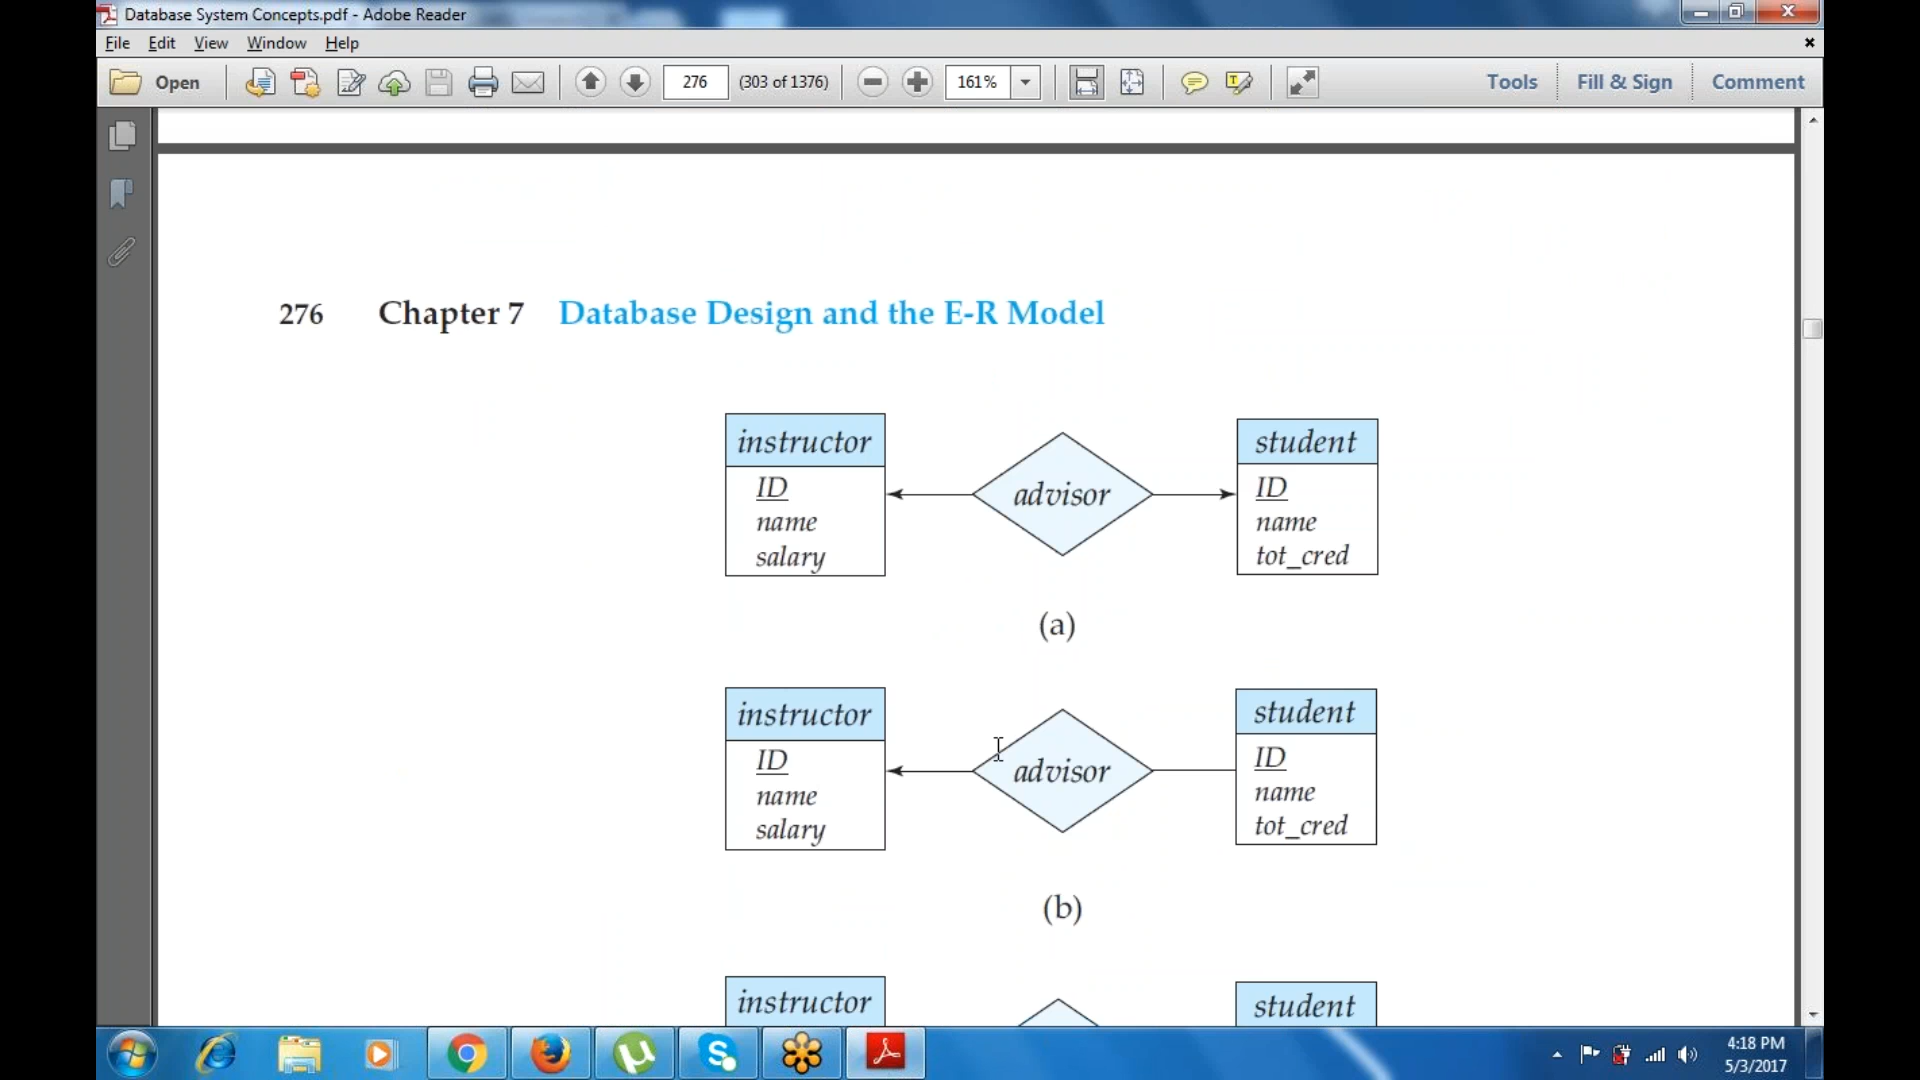 Database System Concepts.pdf - Adobe Reader
File Edit View Window Help
Open 276 (303 of 1376) 161% Tools Fill & Sign Comment
276 Chapter 7 Database Design and the E-R Model
instructor
ID
name
salary
advisor
student
ID
name
tot_cred
(a)
instructor
ID
name
salary
advisor
student
ID
name
tot_cred
(b)
instructor
student
4:18 PM
5/3/2017